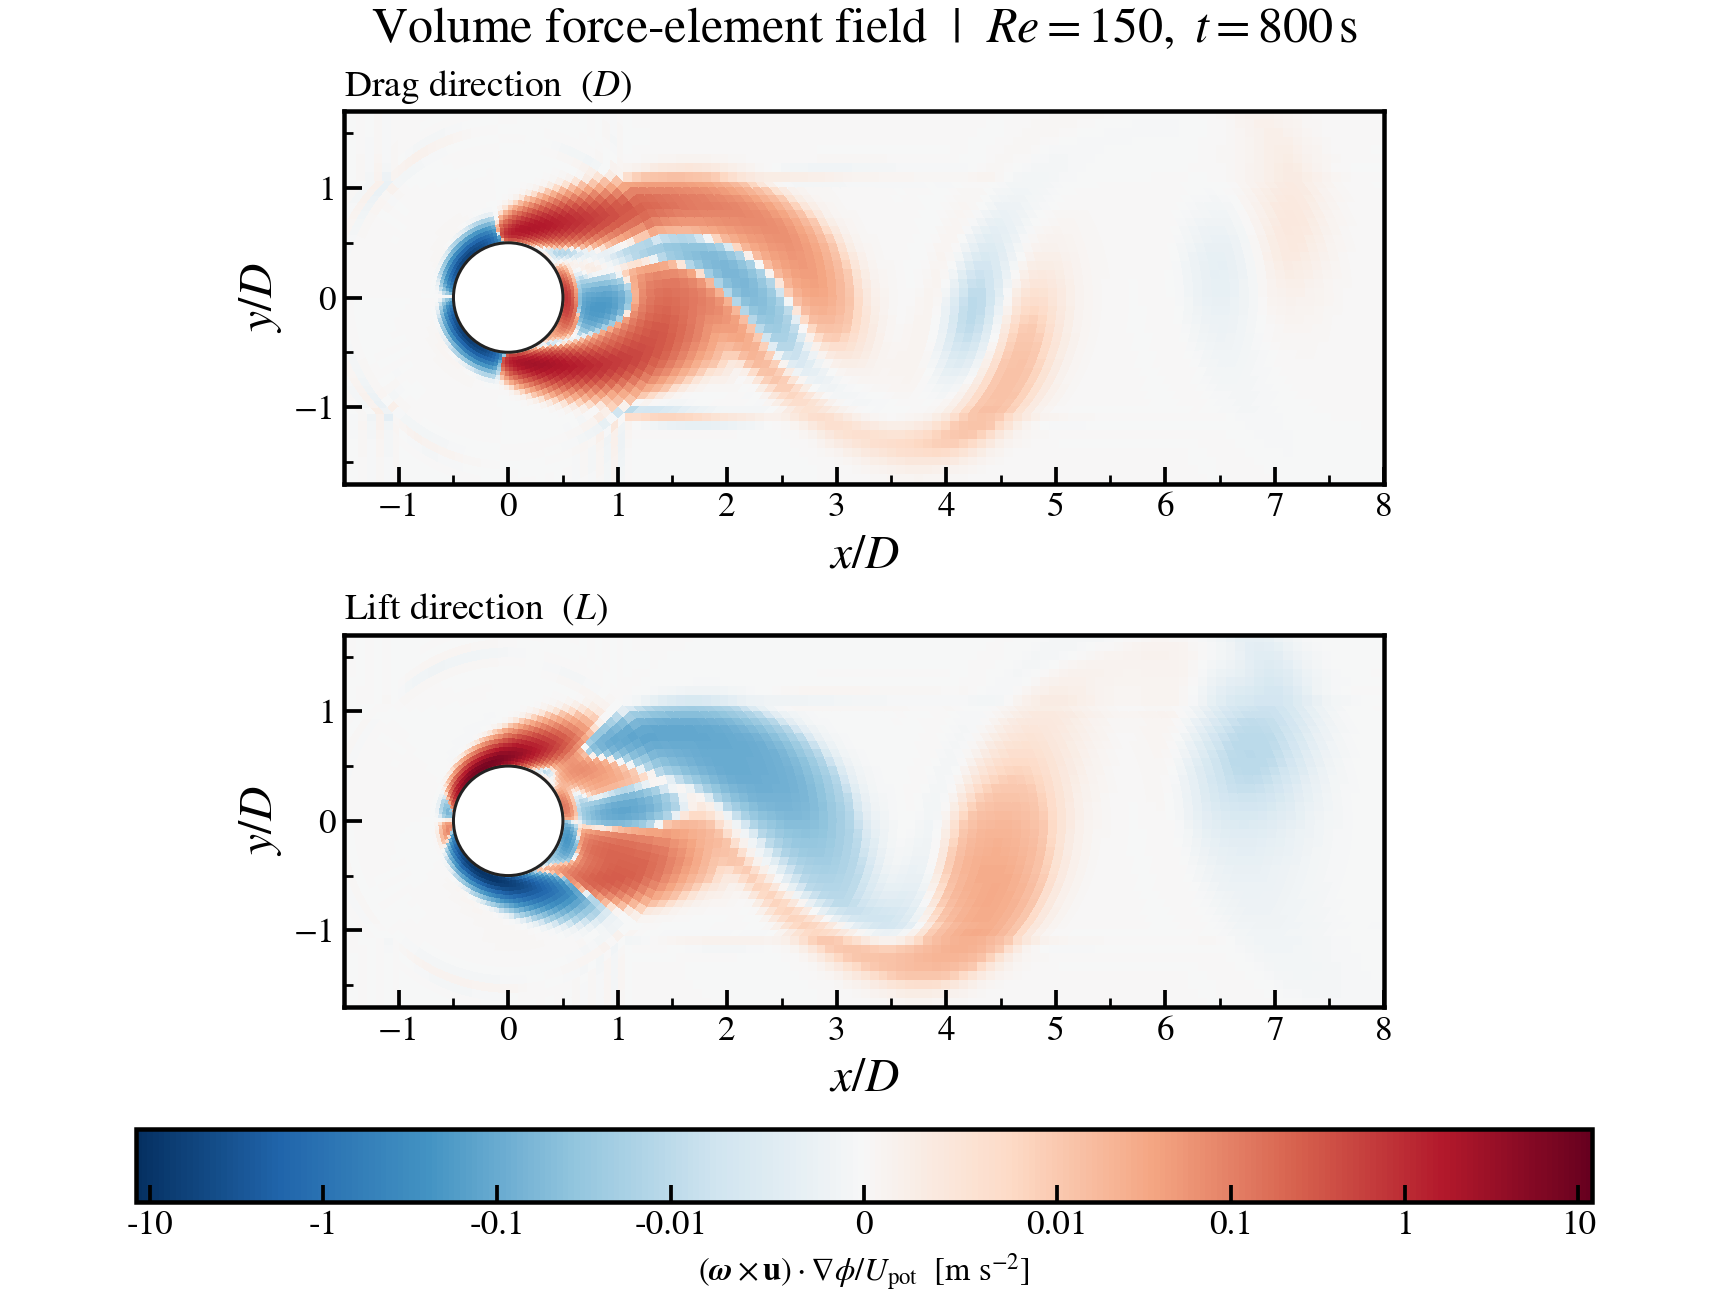 Volume force-element field | Re = 150, t = 800 s
Drag direction (D)
1
0
−1
y/D
−1 0 1 2 3 4 5 6 7 8
x/D
Lift direction (L)
1
0
−1
y/D
−1 0 1 2 3 4 5 6 7 8
x/D
-10 -1 -0.1 -0.01 0 0.01 0.1 1 10
(ω × u) · ∇ϕ/U_pot [m s⁻²]